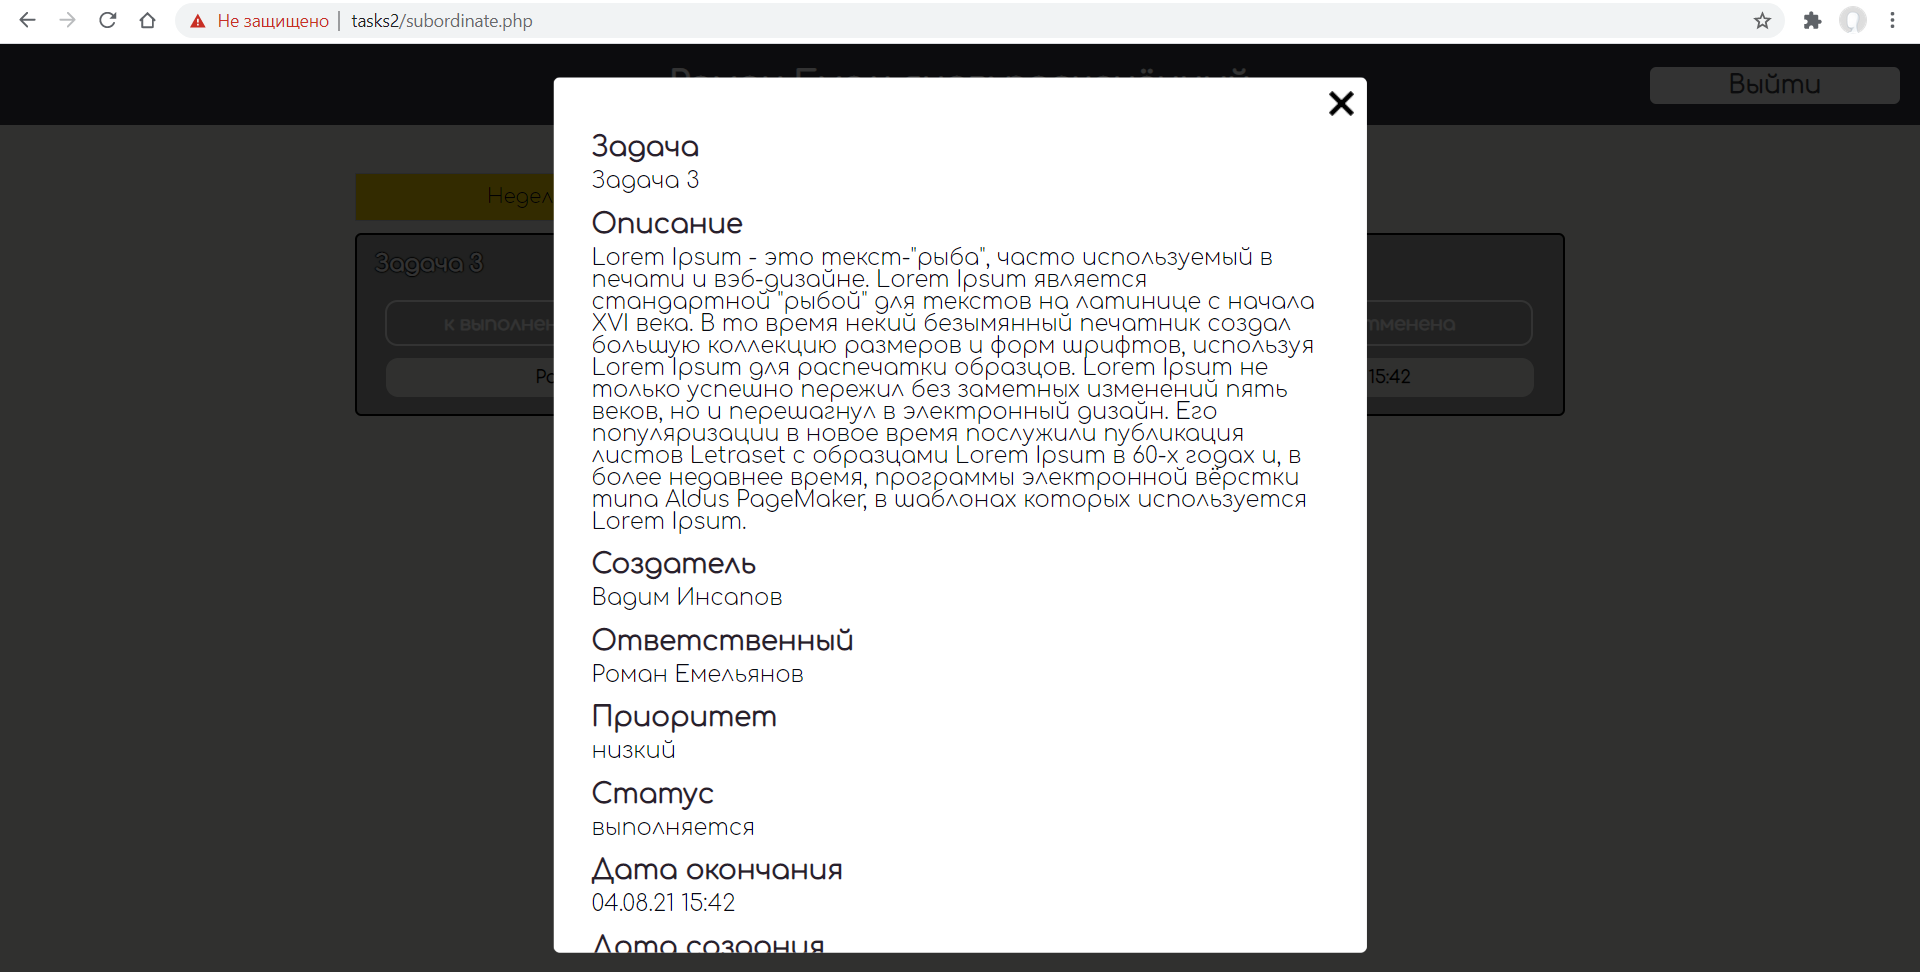 Не защищено | tasks2/subordinate.php
Выйти
Задача
Задача 3
Описание
Lorem Ipsum - это текст-"рыба", часто используемый в
печати и вэб-дизайне. Lorem Ipsum является
стандартной "рыбой" для текстов на латинице с начала
XVI века. В то время некий безымянный печатник создал
большую коллекцию размеров и форм шрифтов, используя
Lorem Ipsum для распечатки образцов. Lorem Ipsum не
только успешно пережил без заметных изменений пять
веков, но и перешагнул в электронный дизайн. Его
популяризации в новое время послужили публикация
листов Letraset с образцами Lorem Ipsum в 60-х годах и, в
более недавнее время, программы электронной вёрстки
типа Aldus PageMaker, в шаблонах которых используется
Lorem Ipsum.
Создатель
Вадим Инсапов
Ответственный
Роман Емельянов
Приоритет
низкий
Статус
выполняется
Дата окончания
04.08.21 15:42
Дата создания
Задача 3
15:42